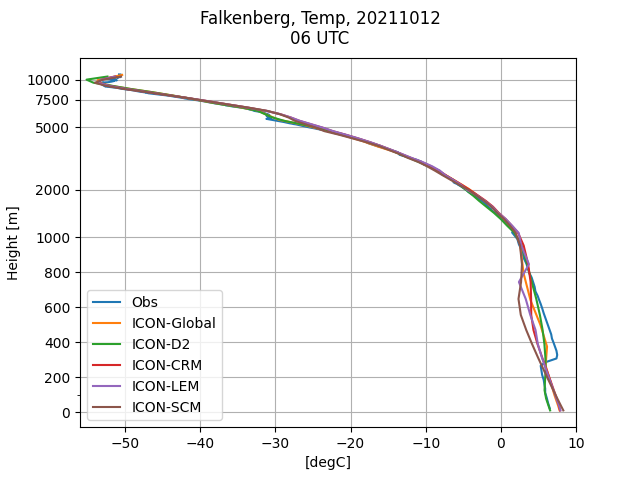 Falkenberg, Temp, 20211012
06 UTC
10000
7500
5000
2000
1000
800
600
400
200
0
Height [m]
Obs
ICON-Global
ICON-D2
ICON-CRM
ICON-LEM
ICON-SCM
−50
−40
−30
−20
−10
0
10
[degC]